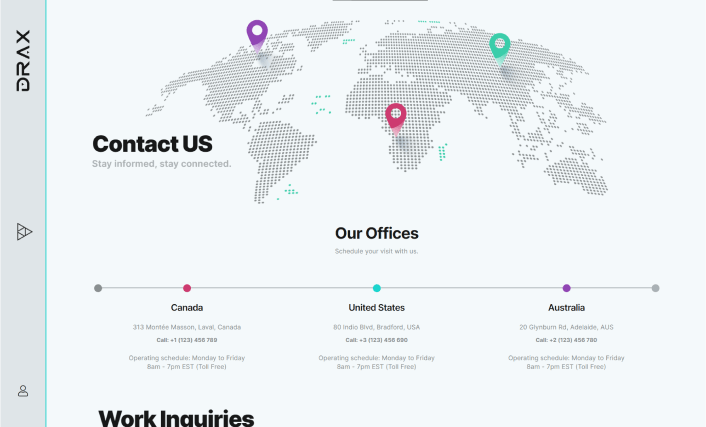 DRAX
Contact US
Stay informed, stay connected.
Our Offices
Schedule your visit with us.
Canada
313 Montée Masson, Laval, Canada
Call: +1 (123) 456 789
Operating schedule: Monday to Friday
8am - 7pm EST (Toll Free)
United States
80 Indio Blvd, Bradford, USA
Call: +3 (123) 456 690
Operating schedule: Monday to Friday
8am - 7pm EST (Toll Free)
Australia
20 Glynburn Rd, Adelaide, AUS
Call: +2 (123) 456 780
Operating schedule: Monday to Friday
8am - 7pm EST (Toll Free)
Work Inquiries